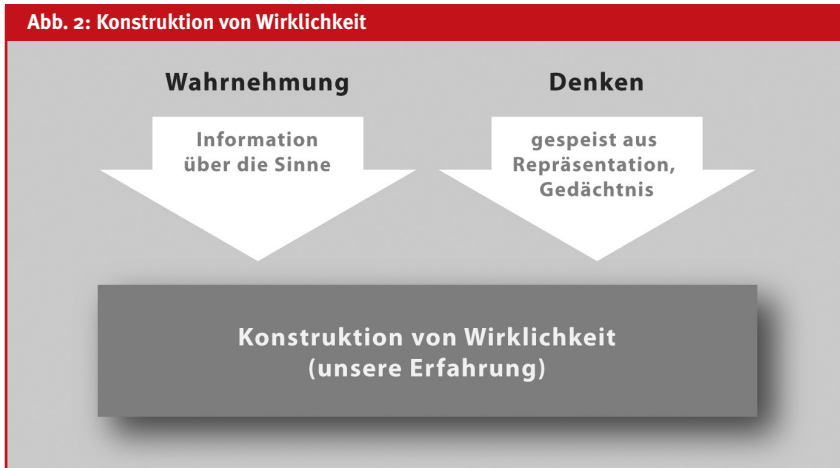 Abb. 2: Konstruktion von Wirklichkeit
Wahrnehmung
Information
über die Sinne
Denken
gespeist aus
Repräsentation,
Gedächtnis
Konstruktion von Wirklichkeit
(unsere Erfahrung)